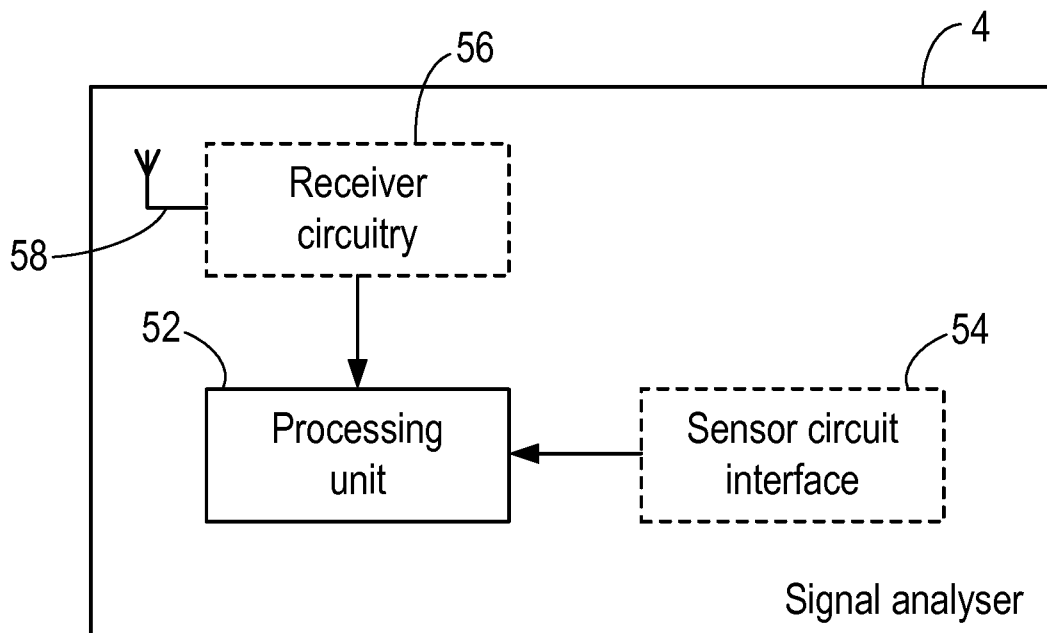 4
56
Receiver
circuitry
58
52
54
Processing
unit
Sensor circuit
interface
Signal analyser